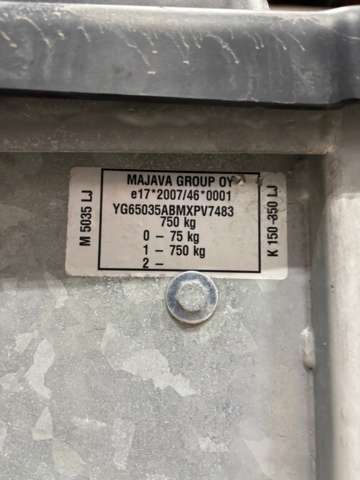 MAJAVA GROUP OY
e17*2007/46*0001
YG65035ABMXPV7483
750 kg
0 – 75 kg
1 – 750 kg
2 –
M 5035 LJ
K 150-350 LJ